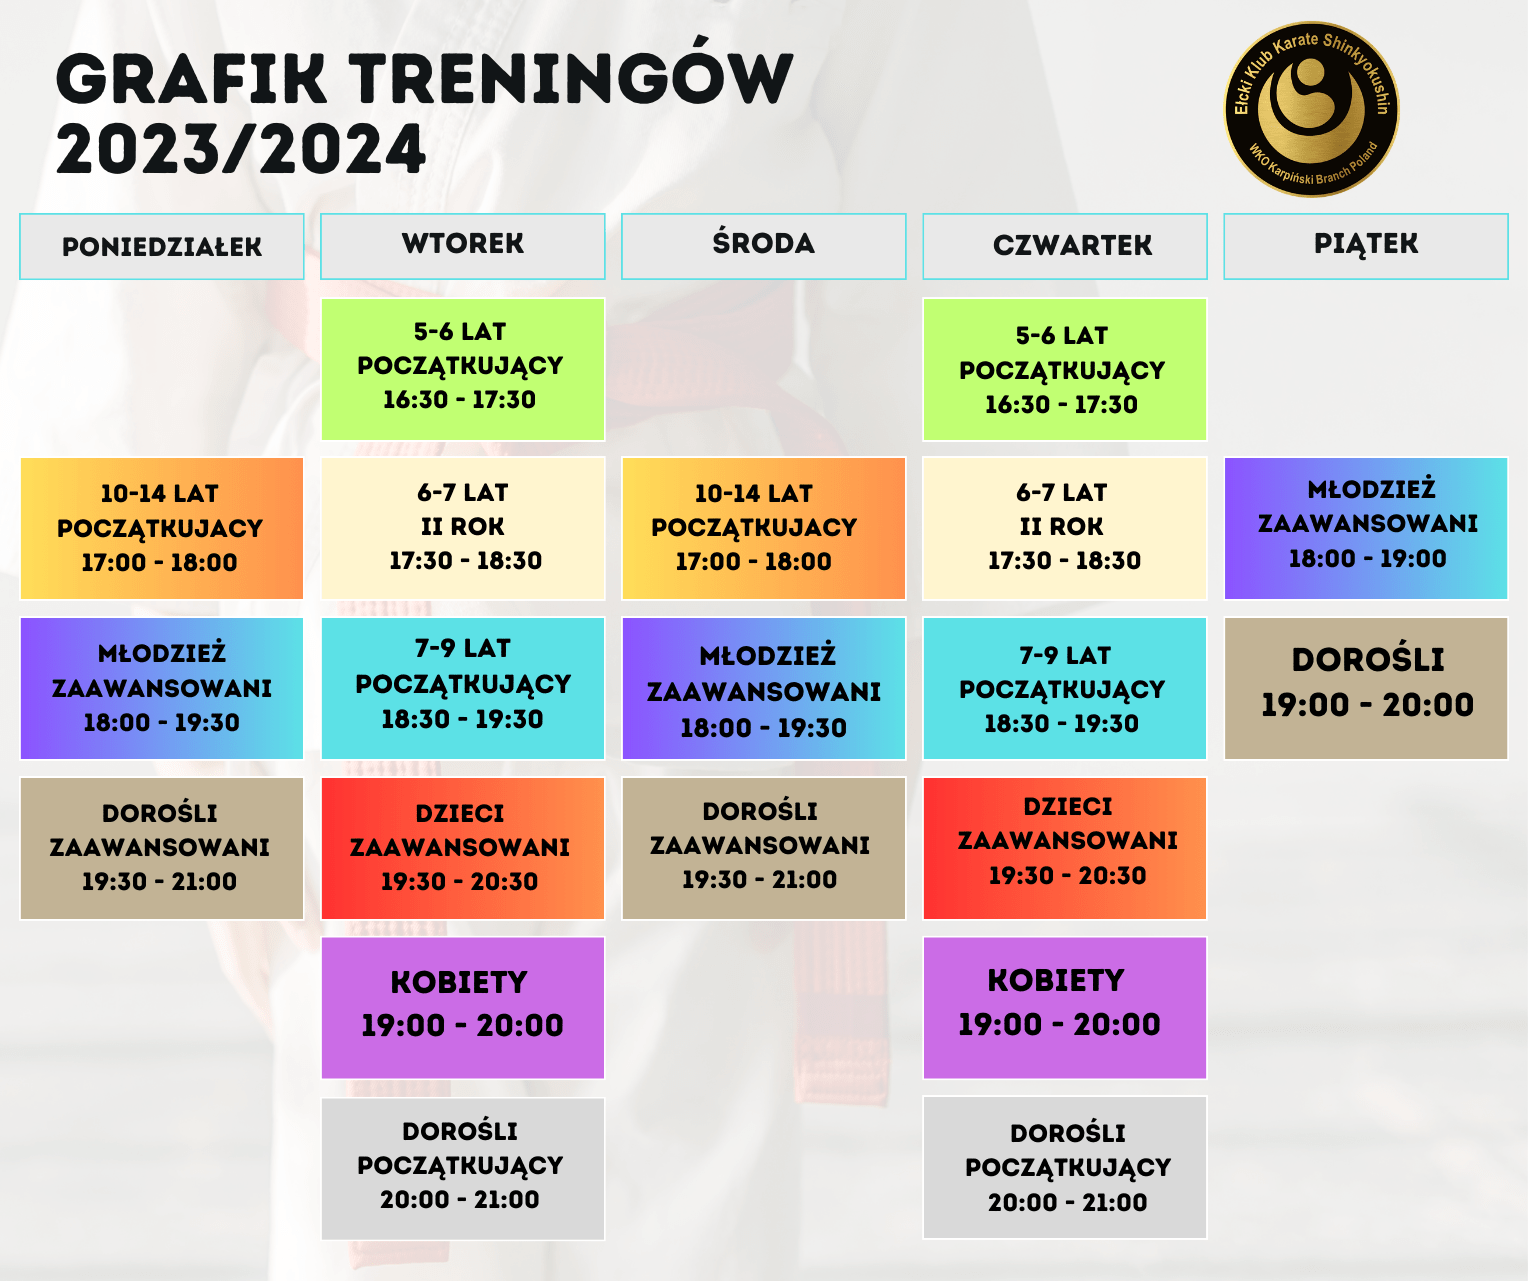 GRAFIK TRENINGÓW
2023/2024
Ełcki Klub Karate Shinkyokushin
WKO Karpiński Branch Poland
PONIEDZIAŁEK
WTOREK
ŚRODA
CZWARTEK
PIĄTEK
5-6 LAT
POCZĄTKUJĄCY
16:30 - 17:30
5-6 LAT
POCZĄTKUJĄCY
16:30 - 17:30
10-14 LAT
POCZĄTKUJACY
17:00 - 18:00
6-7 LAT
II ROK
17:30 - 18:30
10-14 LAT
POCZĄTKUJACY
17:00 - 18:00
6-7 LAT
II ROK
17:30 - 18:30
MŁODZIEŻ
ZAAWANSOWANI
18:00 - 19:00
MŁODZIEŻ
ZAAWANSOWANI
18:00 - 19:30
7-9 LAT
POCZĄTKUJĄCY
18:30 - 19:30
MŁODZIEŻ
ZAAWANSOWANI
18:00 - 19:30
7-9 LAT
POCZĄTKUJĄCY
18:30 - 19:30
DOROŚLI
19:00 - 20:00
DOROŚLI
ZAAWANSOWANI
19:30 - 21:00
DZIECI
ZAAWANSOWANI
19:30 - 20:30
DOROŚLI
ZAAWANSOWANI
19:30 - 21:00
DZIECI
ZAAWANSOWANI
19:30 - 20:30
KOBIETY
19:00 - 20:00
KOBIETY
19:00 - 20:00
DOROŚLI
POCZĄTKUJĄCY
20:00 - 21:00
DOROŚLI
POCZĄTKUJĄCY
20:00 - 21:00